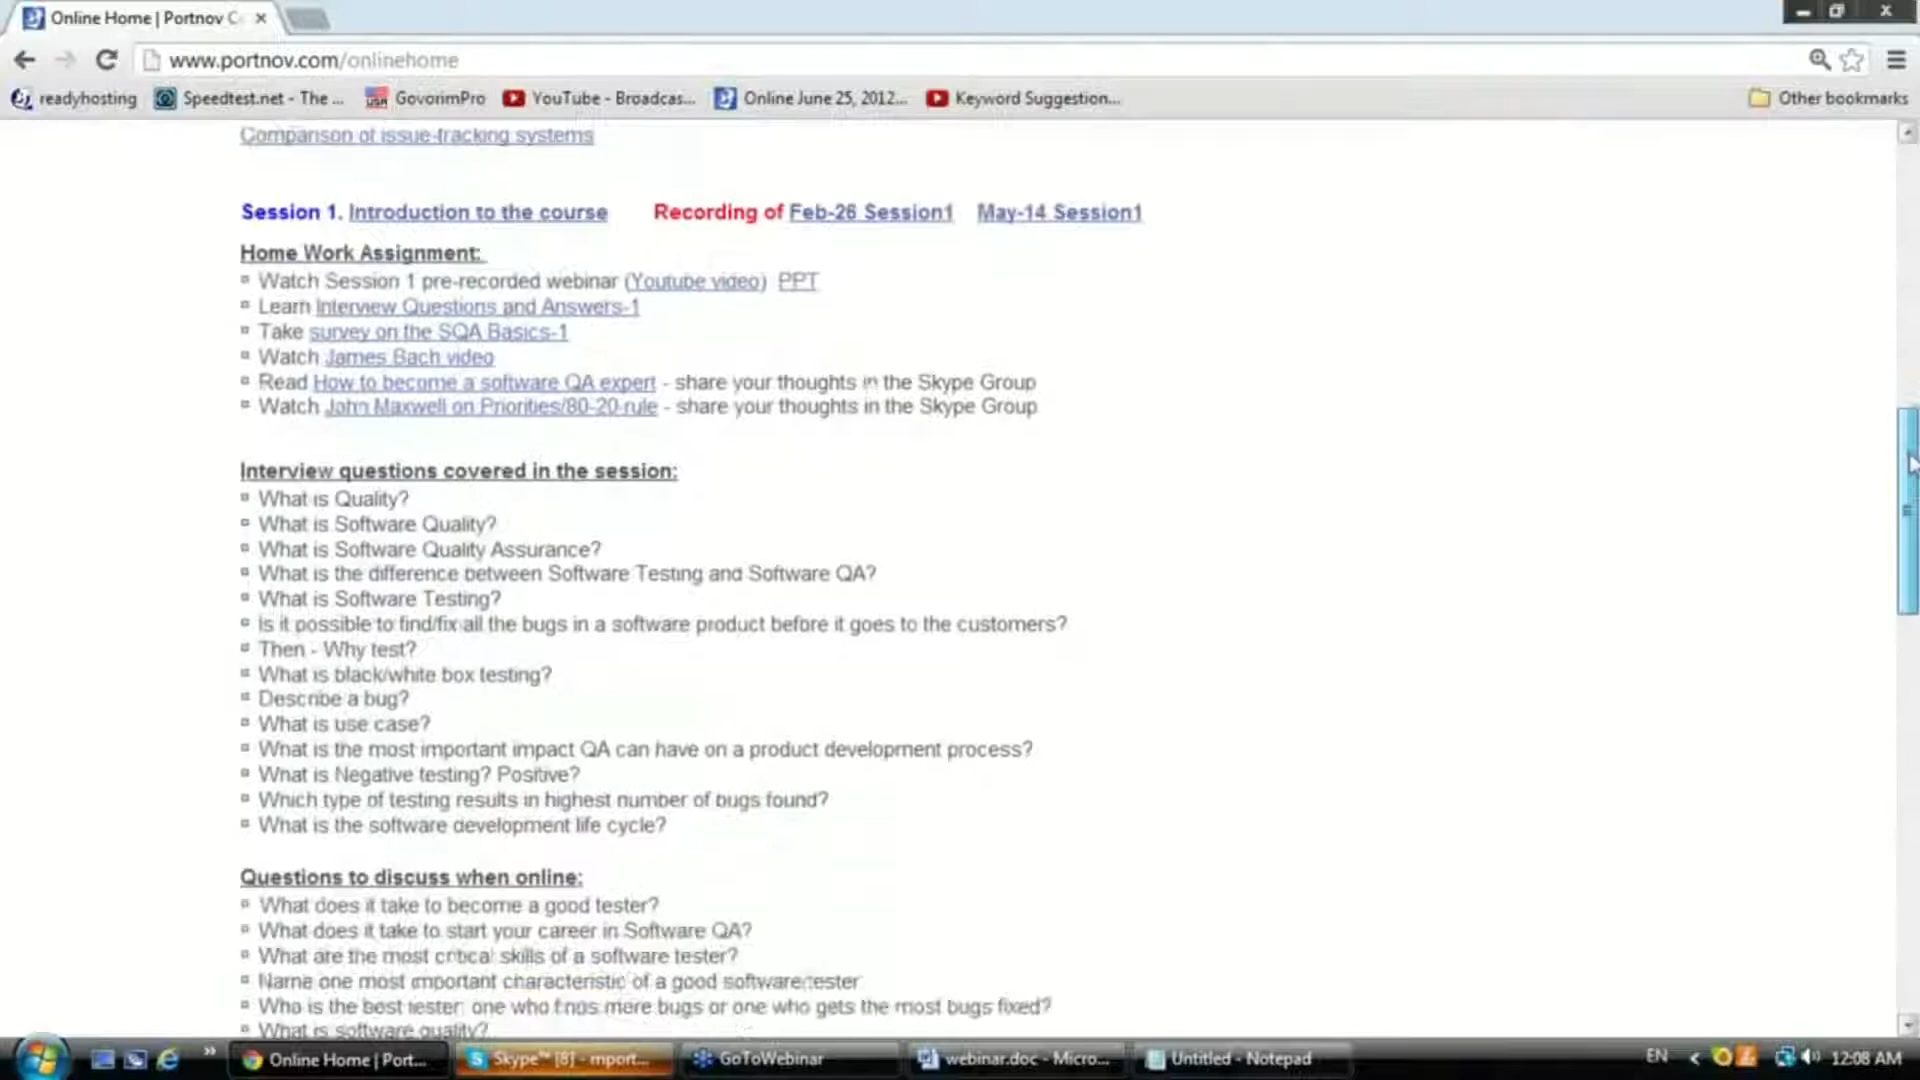 Online Home | Portnov C
www.portnov.com/onlinehome
readyhosting Speedtest.net - The ... GovorimPro YouTube - Broadcas... Online June 25, 2012... Keyword Suggestion... Other bookmarks
Comparison of issue-tracking systems
Session 1. Introduction to the course Recording of Feb-26 Session1 May-14 Session1
Home Work Assignment:
Watch Session 1 pre-recorded webinar (Youtube video) PPT
Learn Interview Questions and Answers-1
Take survey on the SQA Basics-1
Watch James Bach video
Read How to become a software QA expert - share your thoughts in the Skype Group
Watch John Maxwell on Priorities/80-20 rule - share your thoughts in the Skype Group
Interview questions covered in the session:
What is Quality?
What is Software Quality?
What is Software Quality Assurance?
What is the difference between Software Testing and Software QA?
What is Software Testing?
Is it possible to find/fix all the bugs in a software product before it goes to the customers?
Then - Why test?
What is black/white box testing?
Describe a bug?
What is use case?
What is the most important impact QA can have on a product development process?
What is Negative testing? Positive?
Which type of testing results in highest number of bugs found?
What is the software development life cycle?
Questions to discuss when online:
What does it take to become a good tester?
What does it take to start your career in Software QA?
What are the most critical skills of a software tester?
Name one most important characteristic of a good software tester
Who is the best tester: one who finds more bugs or one who gets the most bugs fixed?
What is software quality?
Online Home | Port... Skype™ [8] - mport... GoToWebinar webinar.doc - Micro... Untitled - Notepad EN 12:08 AM